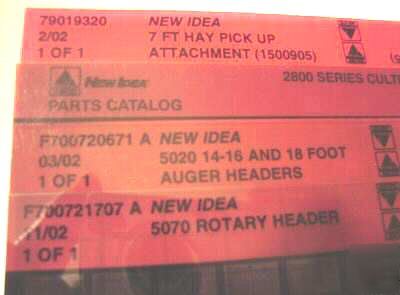 79019320 NEW IDEA
2/02 7 FT HAY PICK UP
1 OF 1 ATTACHMENT (1500905)
NEW IDEA 2800 SERIES CULTI
PARTS CATALOG
F700720671 A NEW IDEA
03/02 5020 14-16 AND 18 FOOT
1 OF 1 AUGER HEADERS
F700721707 A NEW IDEA
11/02 5070 ROTARY HEADER
1 OF 1